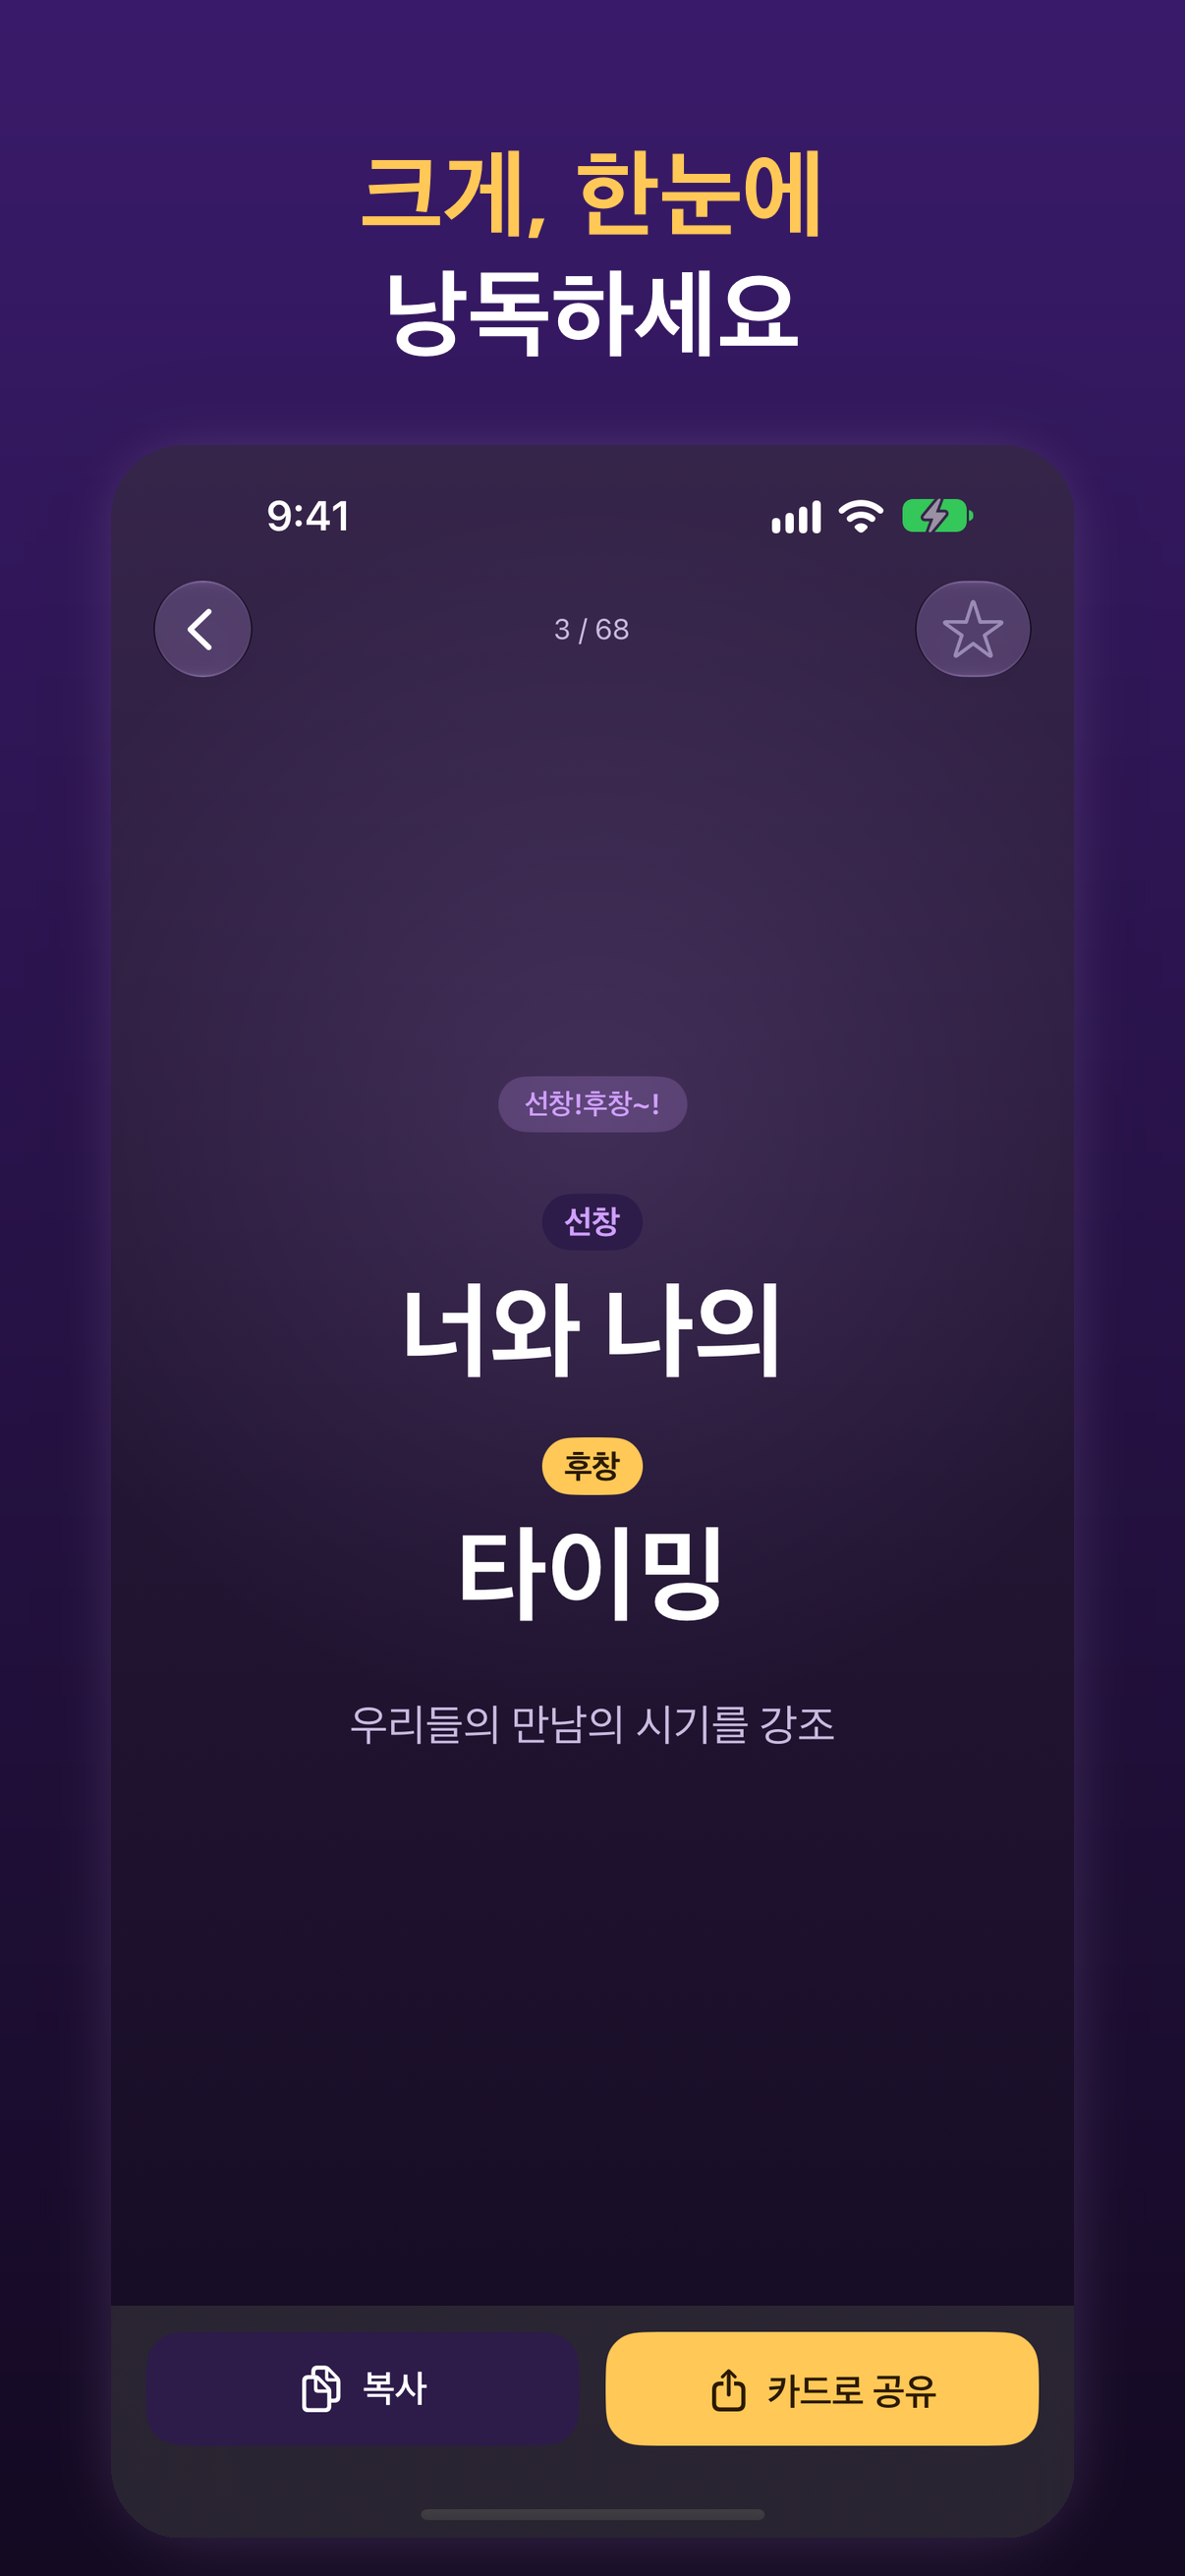 크게, 한눈에
낭독하세요
9:41
3 / 68
선창!후창~!
선창
너와 나의
후창
타이밍
우리들의 만남의 시기를 강조
복사
카드로 공유